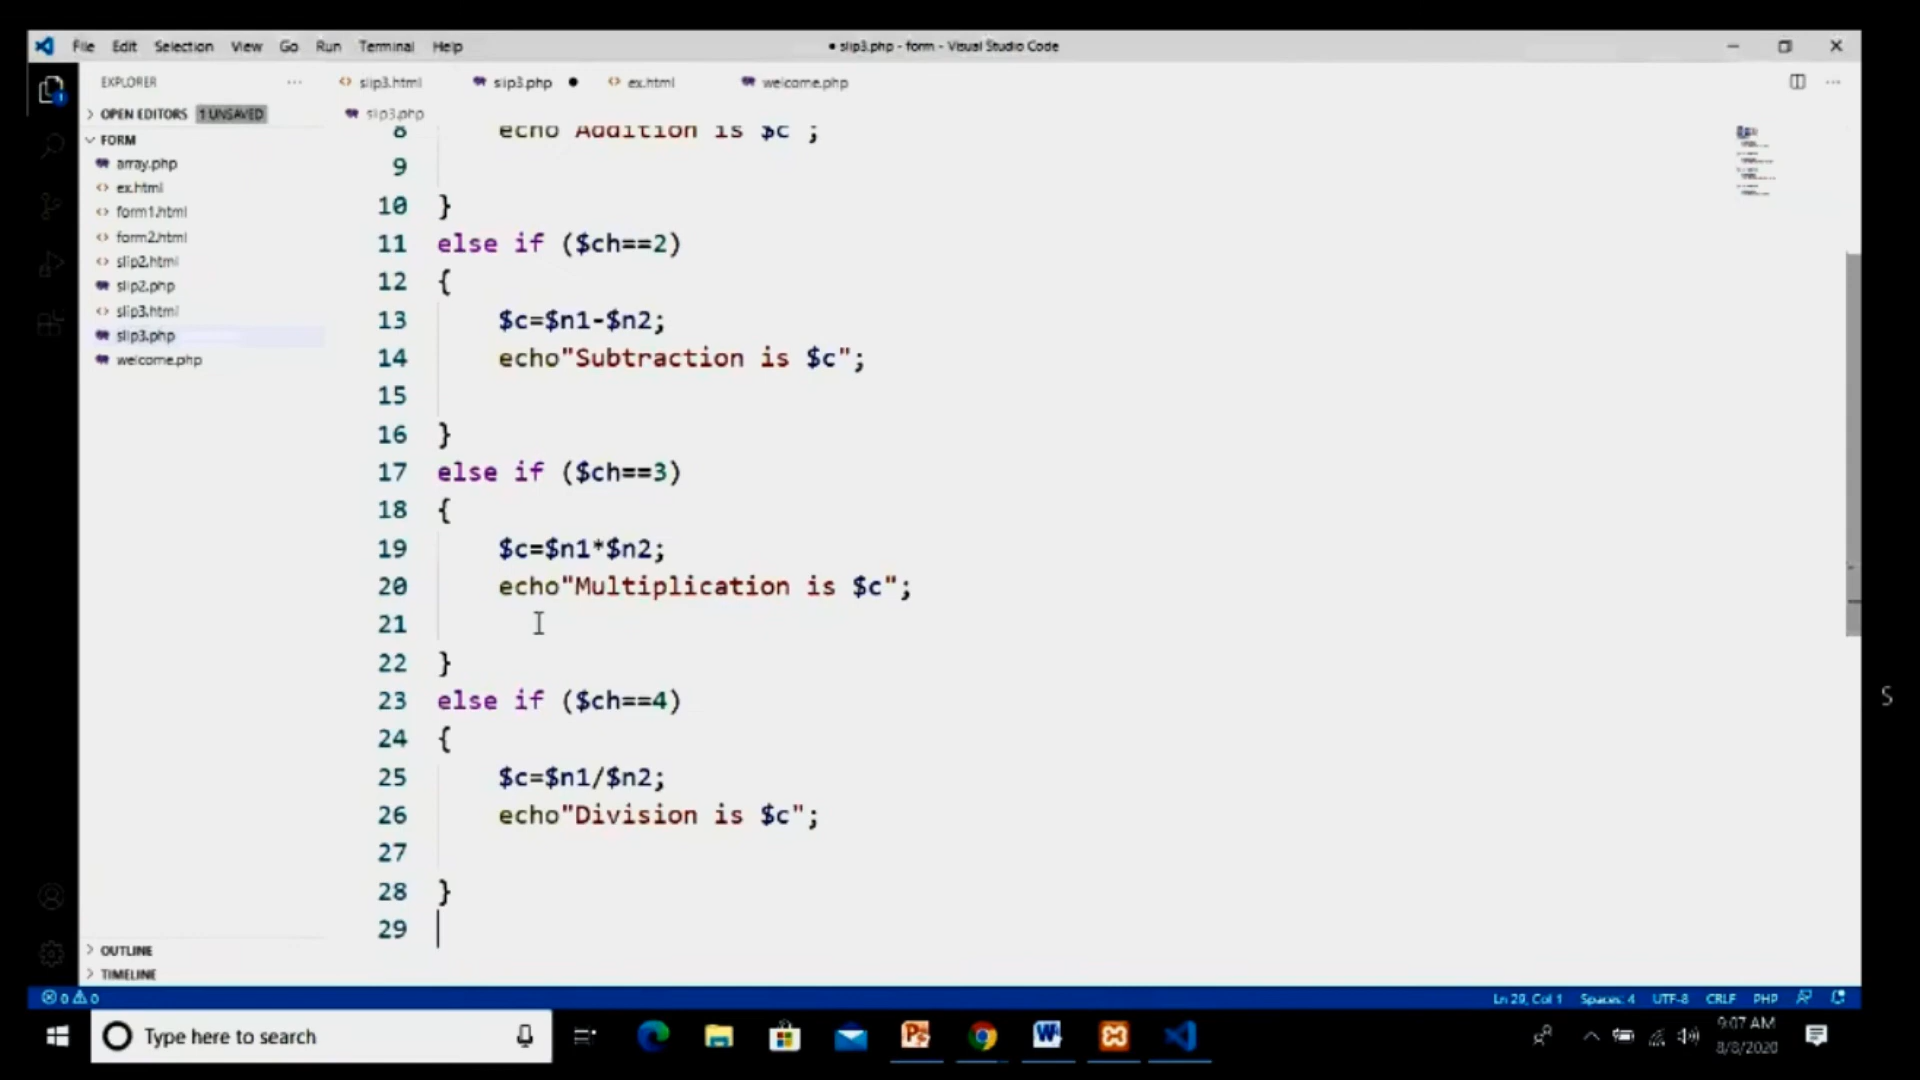 File Edit Selection View Go Run Terminal Help
● slip3.php - form - Visual Studio Code
EXPLORER ...
slip3.html slip3.php ● ex.html welcome.php ...
OPEN EDITORS 1 UNSAVED
slip3.php
FORM
array.php
ex.html
form1.html
form2.html
slip2.html
slip2.php
slip3.html
slip3.php
welcome.php
OUTLINE
TIMELINE
8 echo"Addition is $c";
9
10 }
11 else if ($ch==2)
12 {
13 $c=$n1-$n2;
14 echo"Subtraction is $c";
15
16 }
17 else if ($ch==3)
18 {
19 $c=$n1*$n2;
20 echo"Multiplication is $c";
21
22 }
23 else if ($ch==4)
24 {
25 $c=$n1/$n2;
26 echo"Division is $c";
27
28 }
29
S
0 0
Ln 29, Col 1 Spaces: 4 UTF-8 CRLF PHP
Type here to search
9:07 AM
8/8/2020